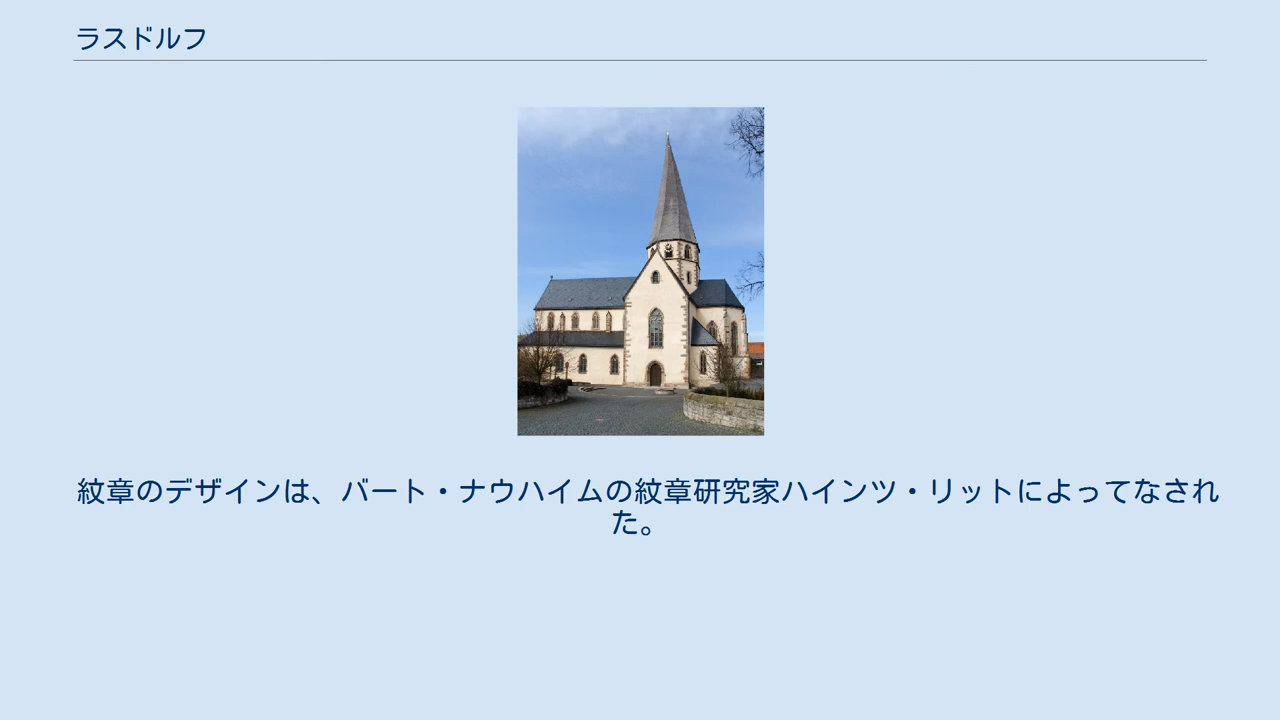 ラスドルフ
紋章のデザインは、バート・ナウハイムの紋章研究家ハインツ・リットによってなされ
た。